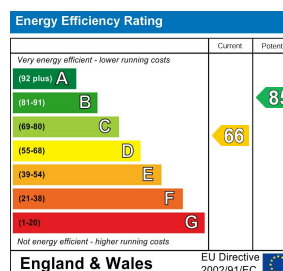 Energy Efficiency Rating
Current
Very energy efficient - lower running costs
(92 plus) A
(81-91) B
(69-80) C
(55-68) D
(39-54) E
(21-38) F
(1-20) G
66
Not energy efficient - higher running costs
England & Wales
EU Directive
2002/91/EC